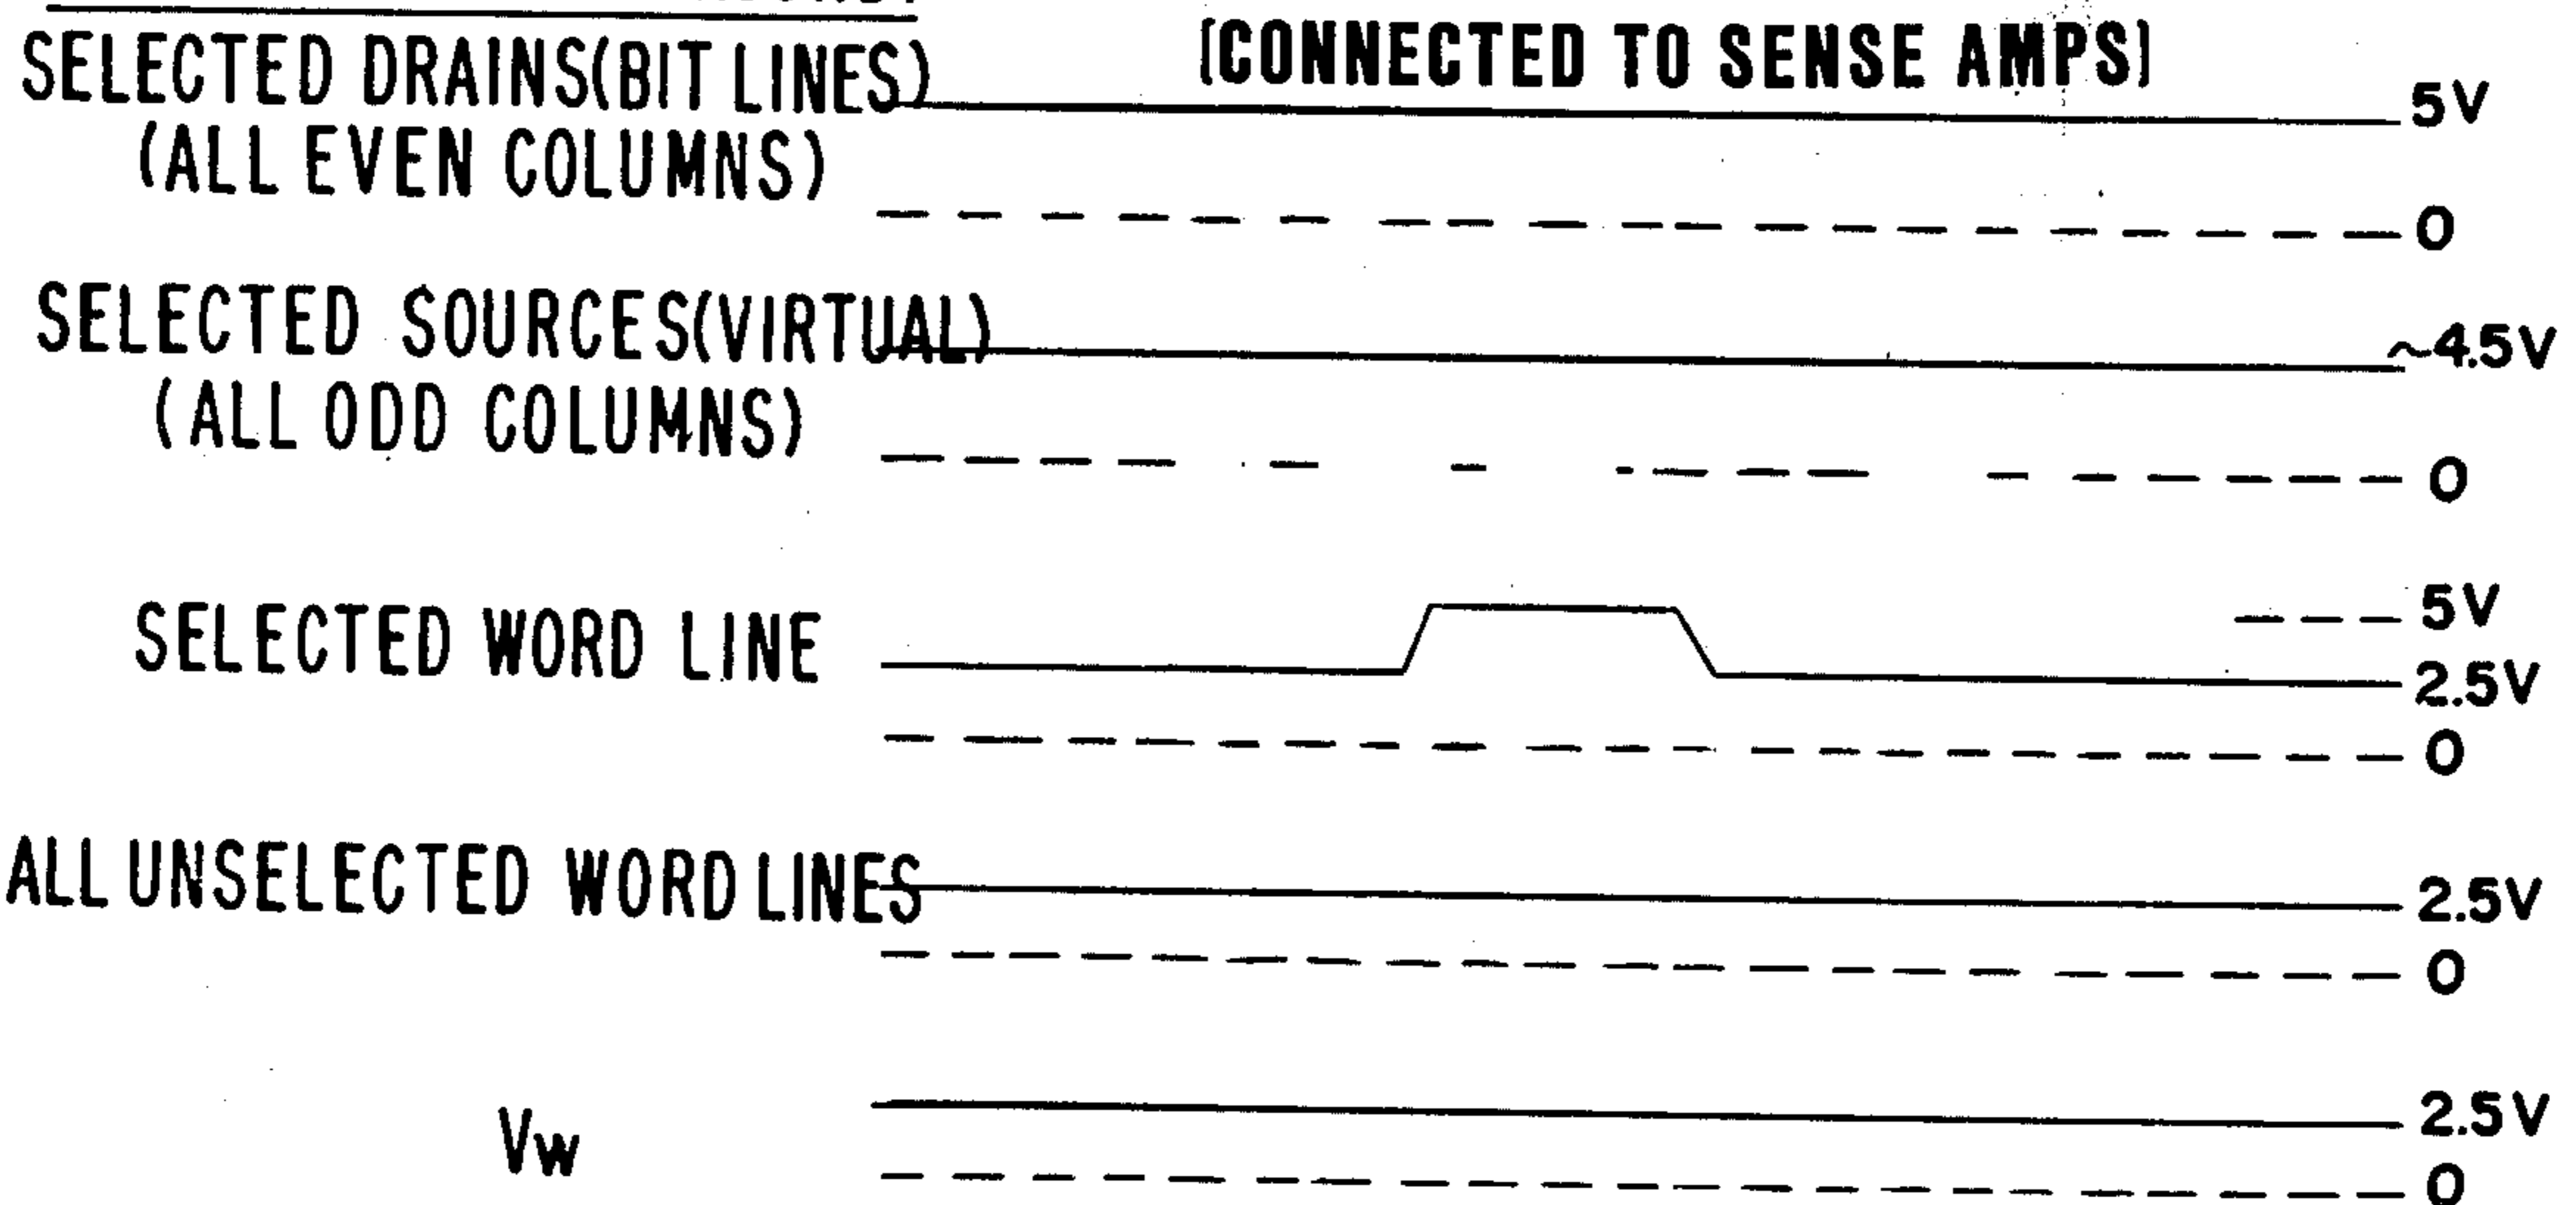 SELECTED DRAINS(BIT LINES) [CONNECTED TO SENSE AMPS]
5V
(ALL EVEN COLUMNS)
0
SELECTED SOURCES(VIRTUAL)
~4.5V
(ALL ODD COLUMNS)
0
5V
SELECTED WORD LINE
2.5V
0
ALL UNSELECTED WORD LINES
2.5V
0
Vw
2.5V
0